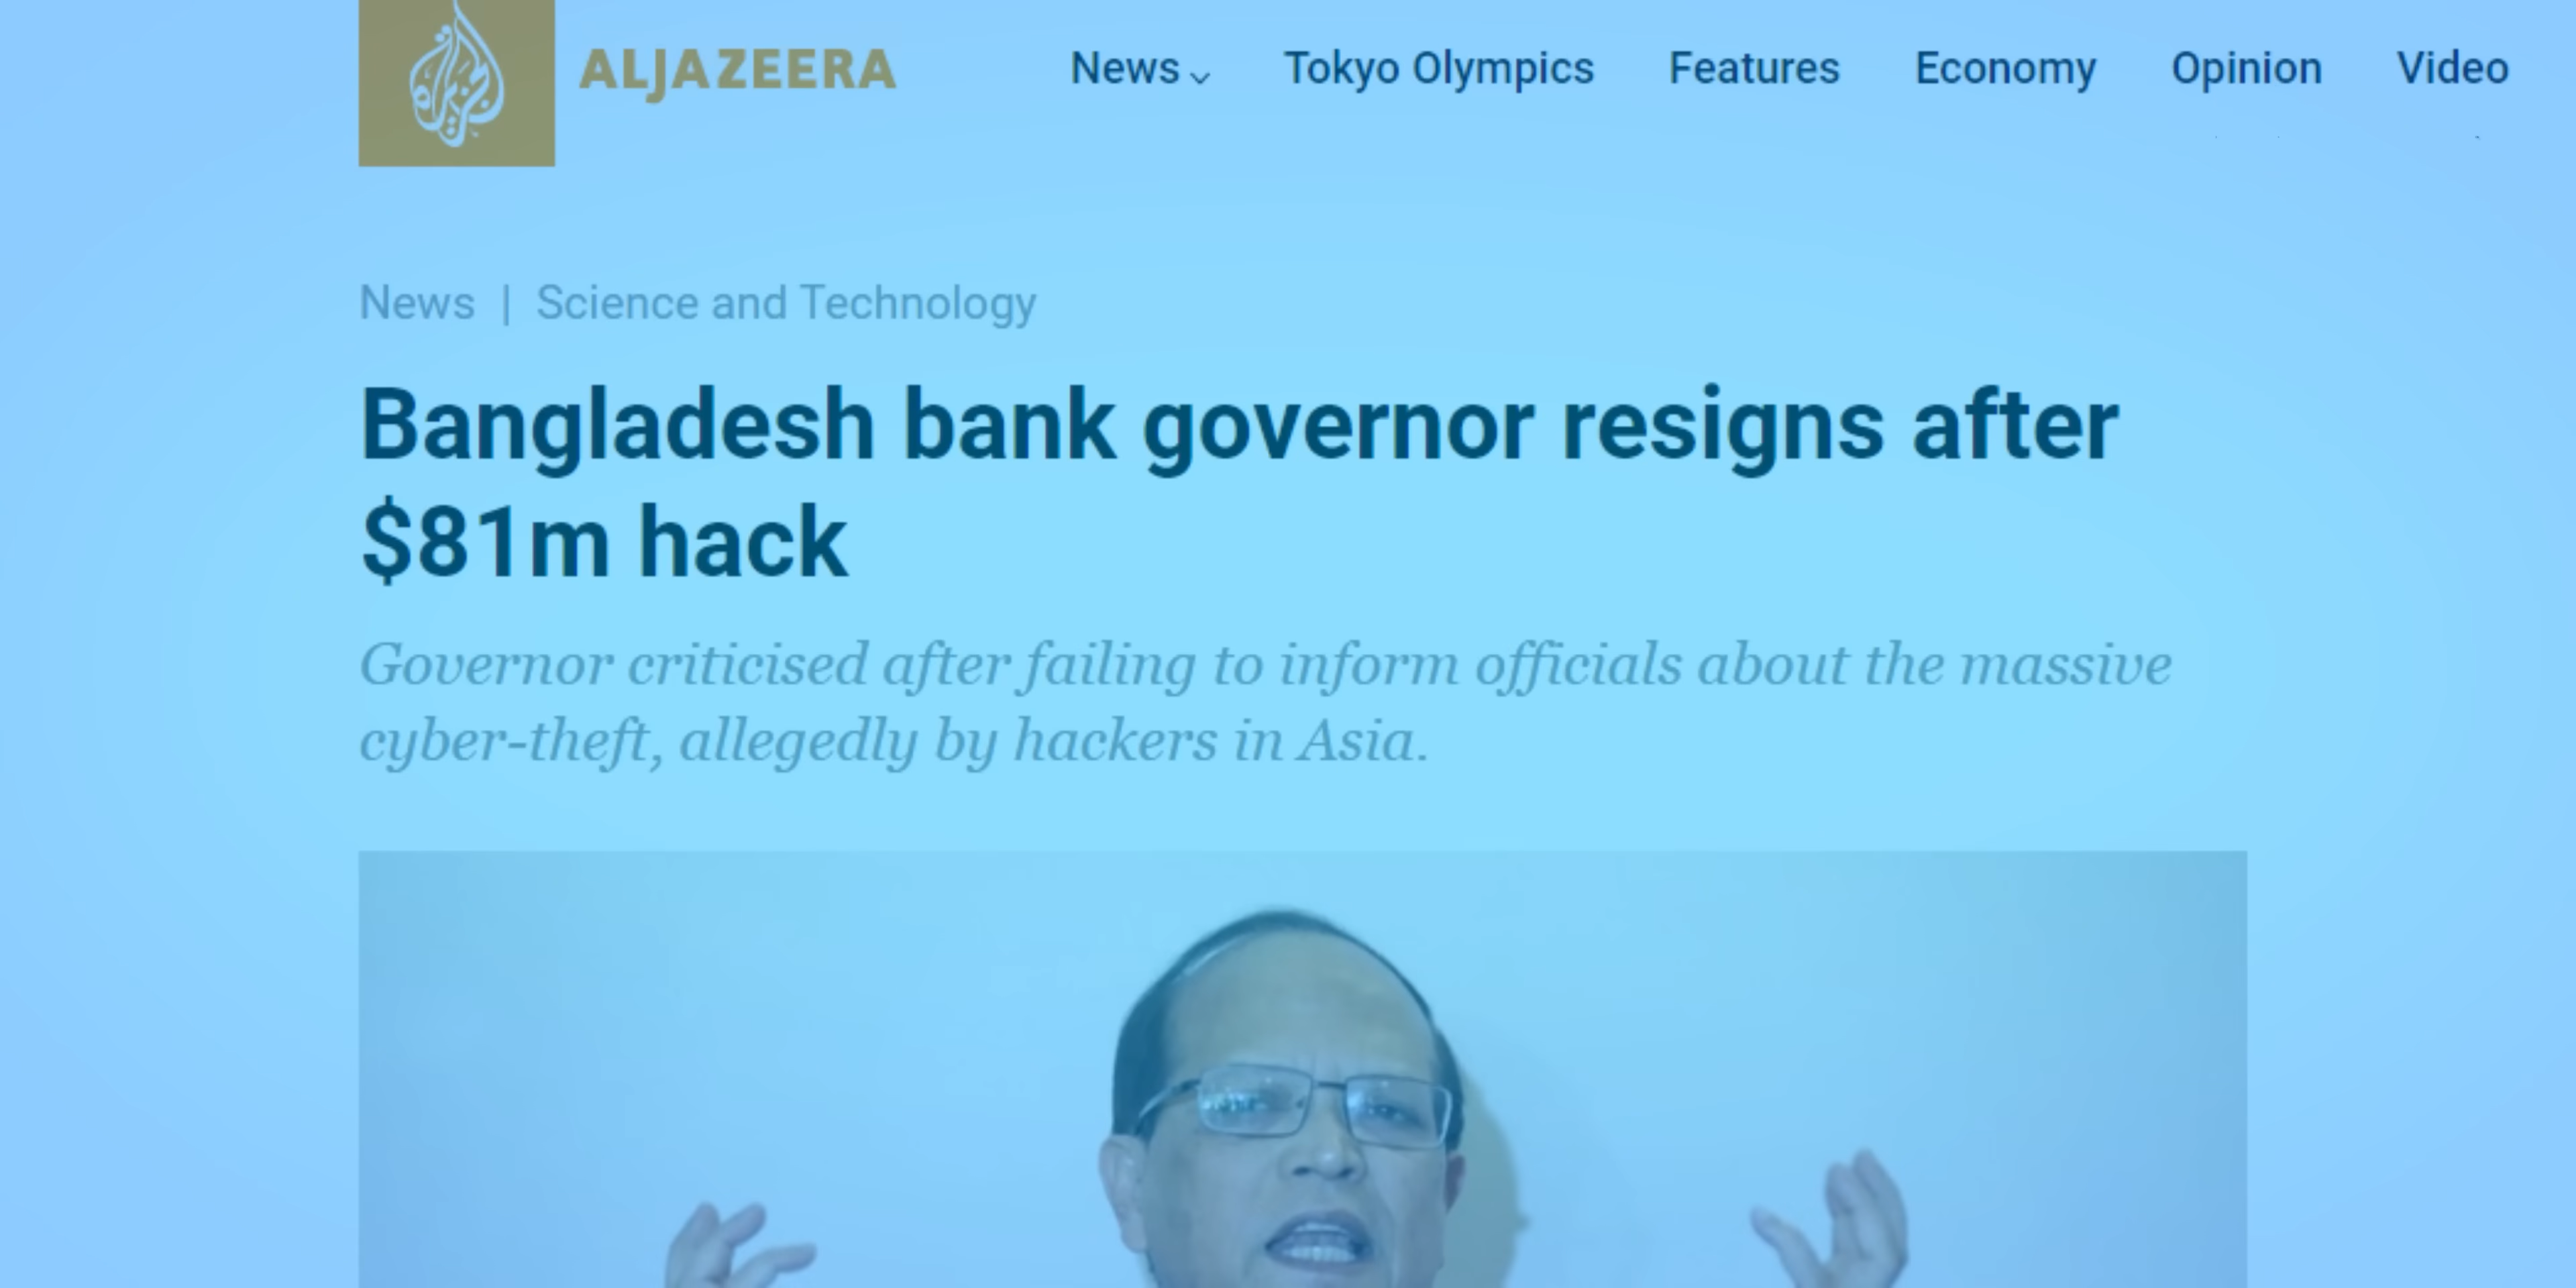 ALJAZEERA
News Tokyo Olympics Features Economy Opinion Video
News | Science and Technology
Bangladesh bank governor resigns after
$81m hack
Governor criticised after failing to inform officials about the massive
cyber-theft, allegedly by hackers in Asia.